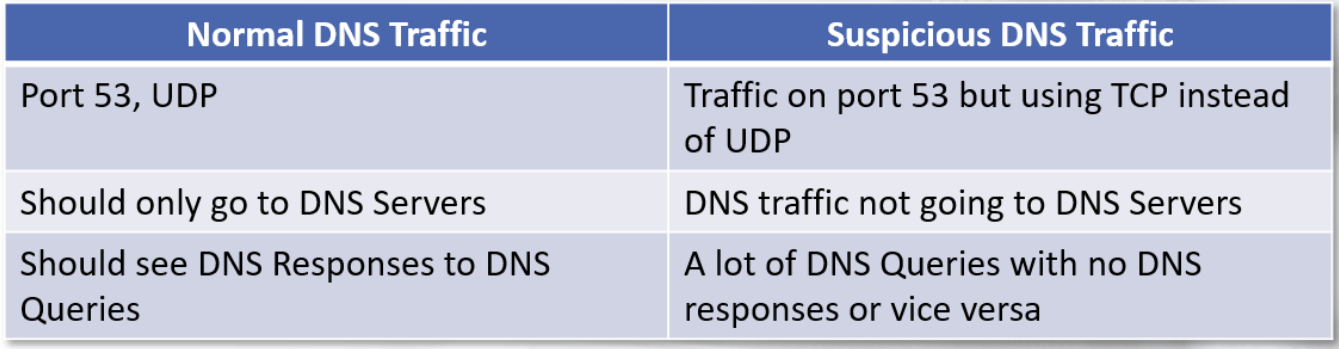 Normal DNS Traffic
Suspicious DNS Traffic
Port 53, UDP
Traffic on port 53 but using TCP instead
of UDP
Should only go to DNS Servers
DNS traffic not going to DNS Servers
Should see DNS Responses to DNS
Queries
A lot of DNS Queries with no DNS
responses or vice versa